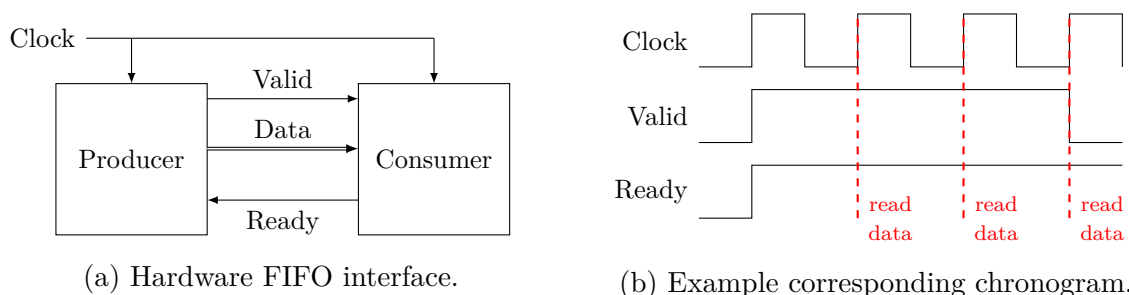 Clock
Valid
Data
Producer
Consumer
Ready
(a) Hardware FIFO interface.
Clock
Valid
Ready
read
data
read
data
read
data
(b) Example corresponding chronogram.